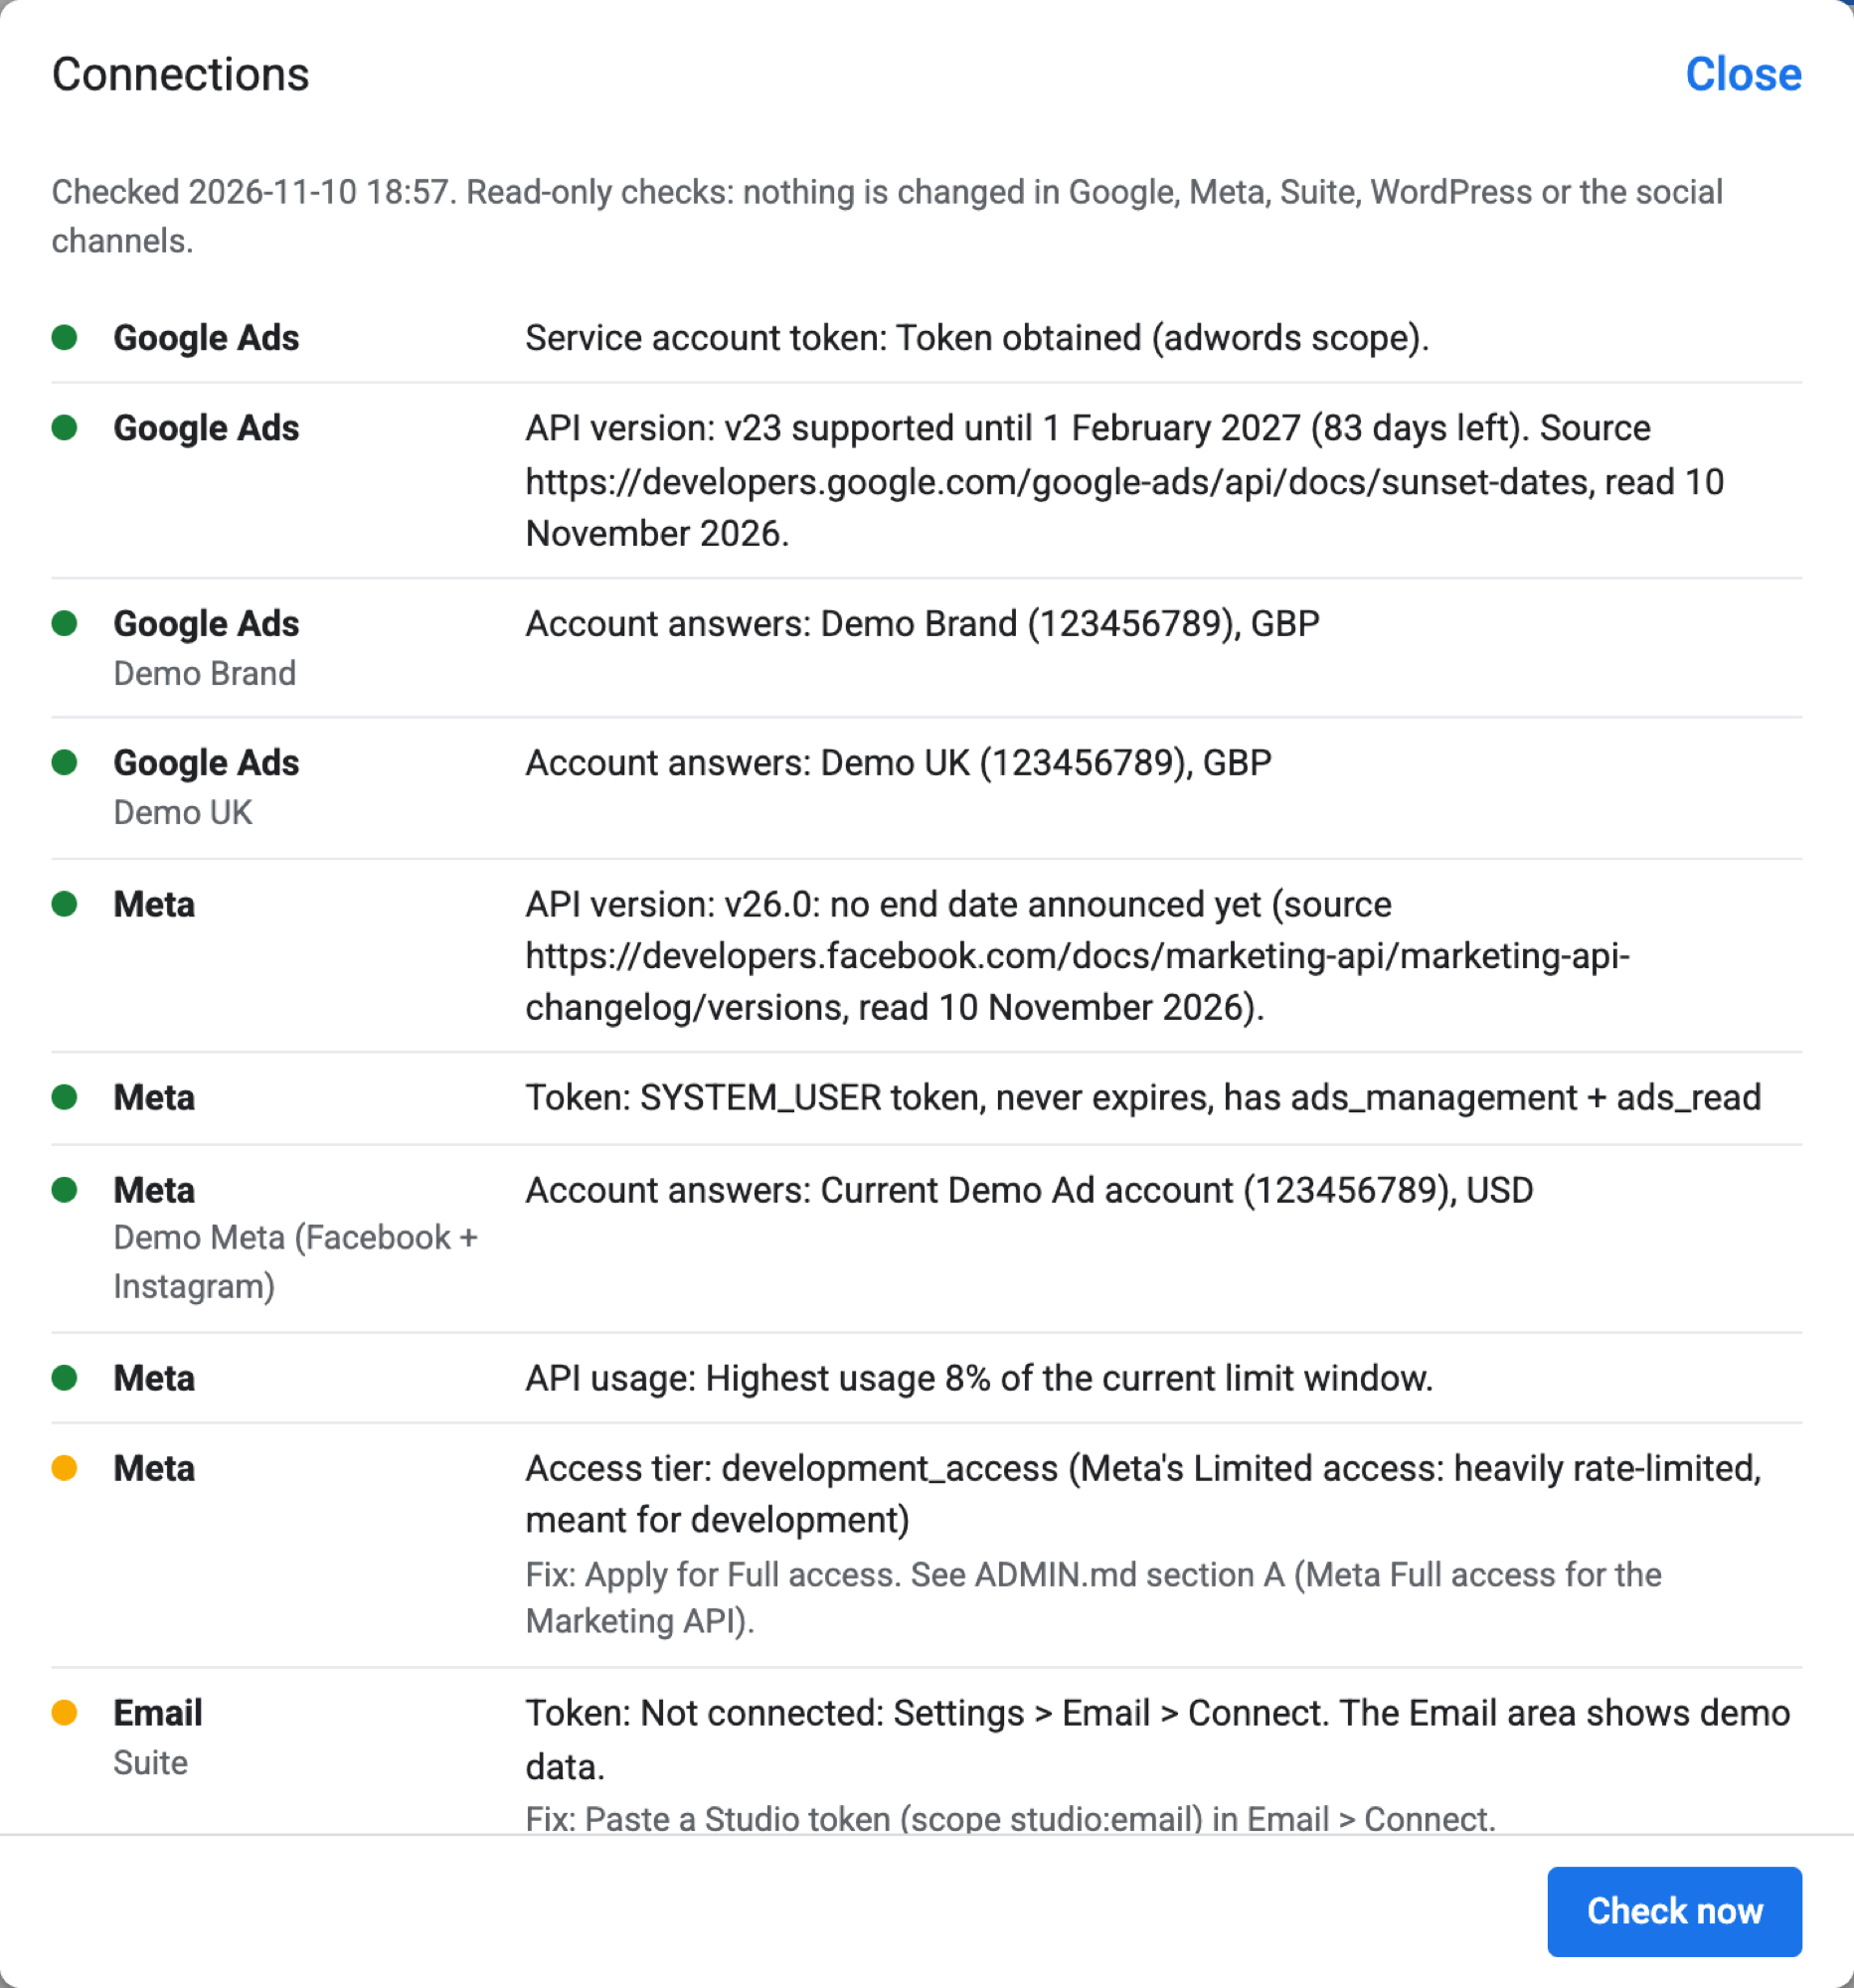 Connections
Close
Checked 2026-11-10 18:57. Read-only checks: nothing is changed in Google, Meta, Suite, WordPress or the social
channels.
Google Ads
Service account token: Token obtained (adwords scope).
Google Ads
API version: v23 supported until 1 February 2027 (83 days left). Source
https://developers.google.com/google-ads/api/docs/sunset-dates, read 10
November 2026.
Google Ads
Demo Brand
Account answers: Demo Brand (123456789), GBP
Google Ads
Demo UK
Account answers: Demo UK (123456789), GBP
Meta
API version: v26.0: no end date announced yet (source
https://developers.facebook.com/docs/marketing-api/marketing-api-
changelog/versions, read 10 November 2026).
Meta
Token: SYSTEM_USER token, never expires, has ads_management + ads_read
Meta
Demo Meta (Facebook +
Instagram)
Account answers: Current Demo Ad account (123456789), USD
Meta
API usage: Highest usage 8% of the current limit window.
Meta
Access tier: development_access (Meta's Limited access: heavily rate-limited,
meant for development)
Fix: Apply for Full access. See ADMIN.md section A (Meta Full access for the
Marketing API).
Email
Suite
Token: Not connected: Settings > Email > Connect. The Email area shows demo
data.
Fix: Paste a Studio token (scope studio:email) in Email > Connect.
Check now